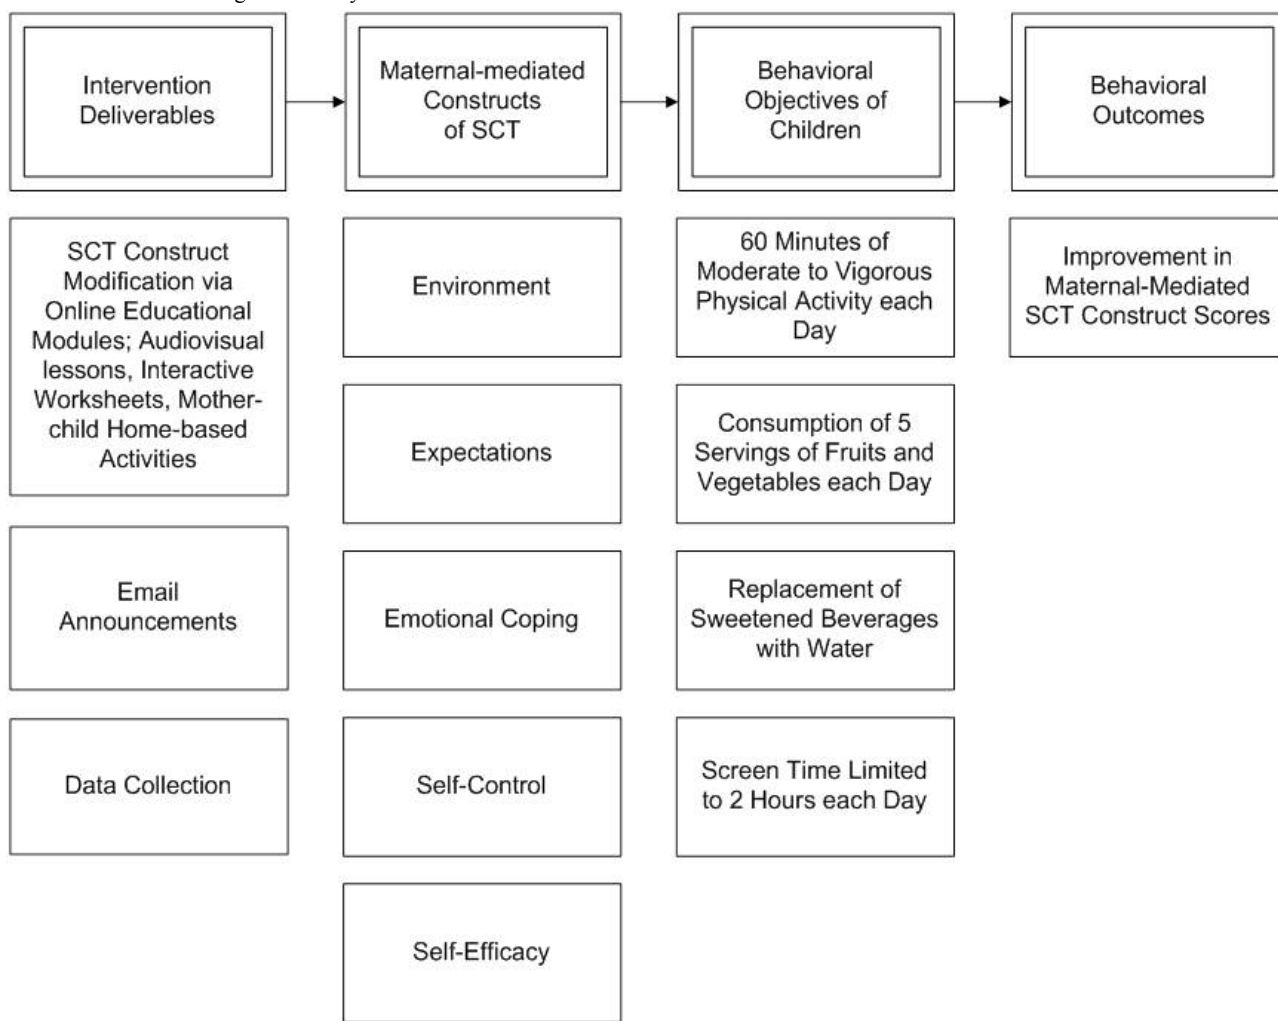 Intervention
Deliverables
Maternal-mediated
Constructs
of SCT
Behavioral
Objectives of
Children
Behavioral
Outcomes
SCT Construct
Modification via
Online Educational
Modules; Audiovisual
lessons, Interactive
Worksheets, Mother-
child Home-based
Activities
Email
Announcements
Data Collection
Environment
Expectations
Emotional Coping
Self-Control
Self-Efficacy
60 Minutes of
Moderate to Vigorous
Physical Activity each
Day
Consumption of 5
Servings of Fruits and
Vegetables each Day
Replacement of
Sweetened Beverages
with Water
Screen Time Limited
to 2 Hours each Day
Improvement in
Maternal-Mediated
SCT Construct Scores